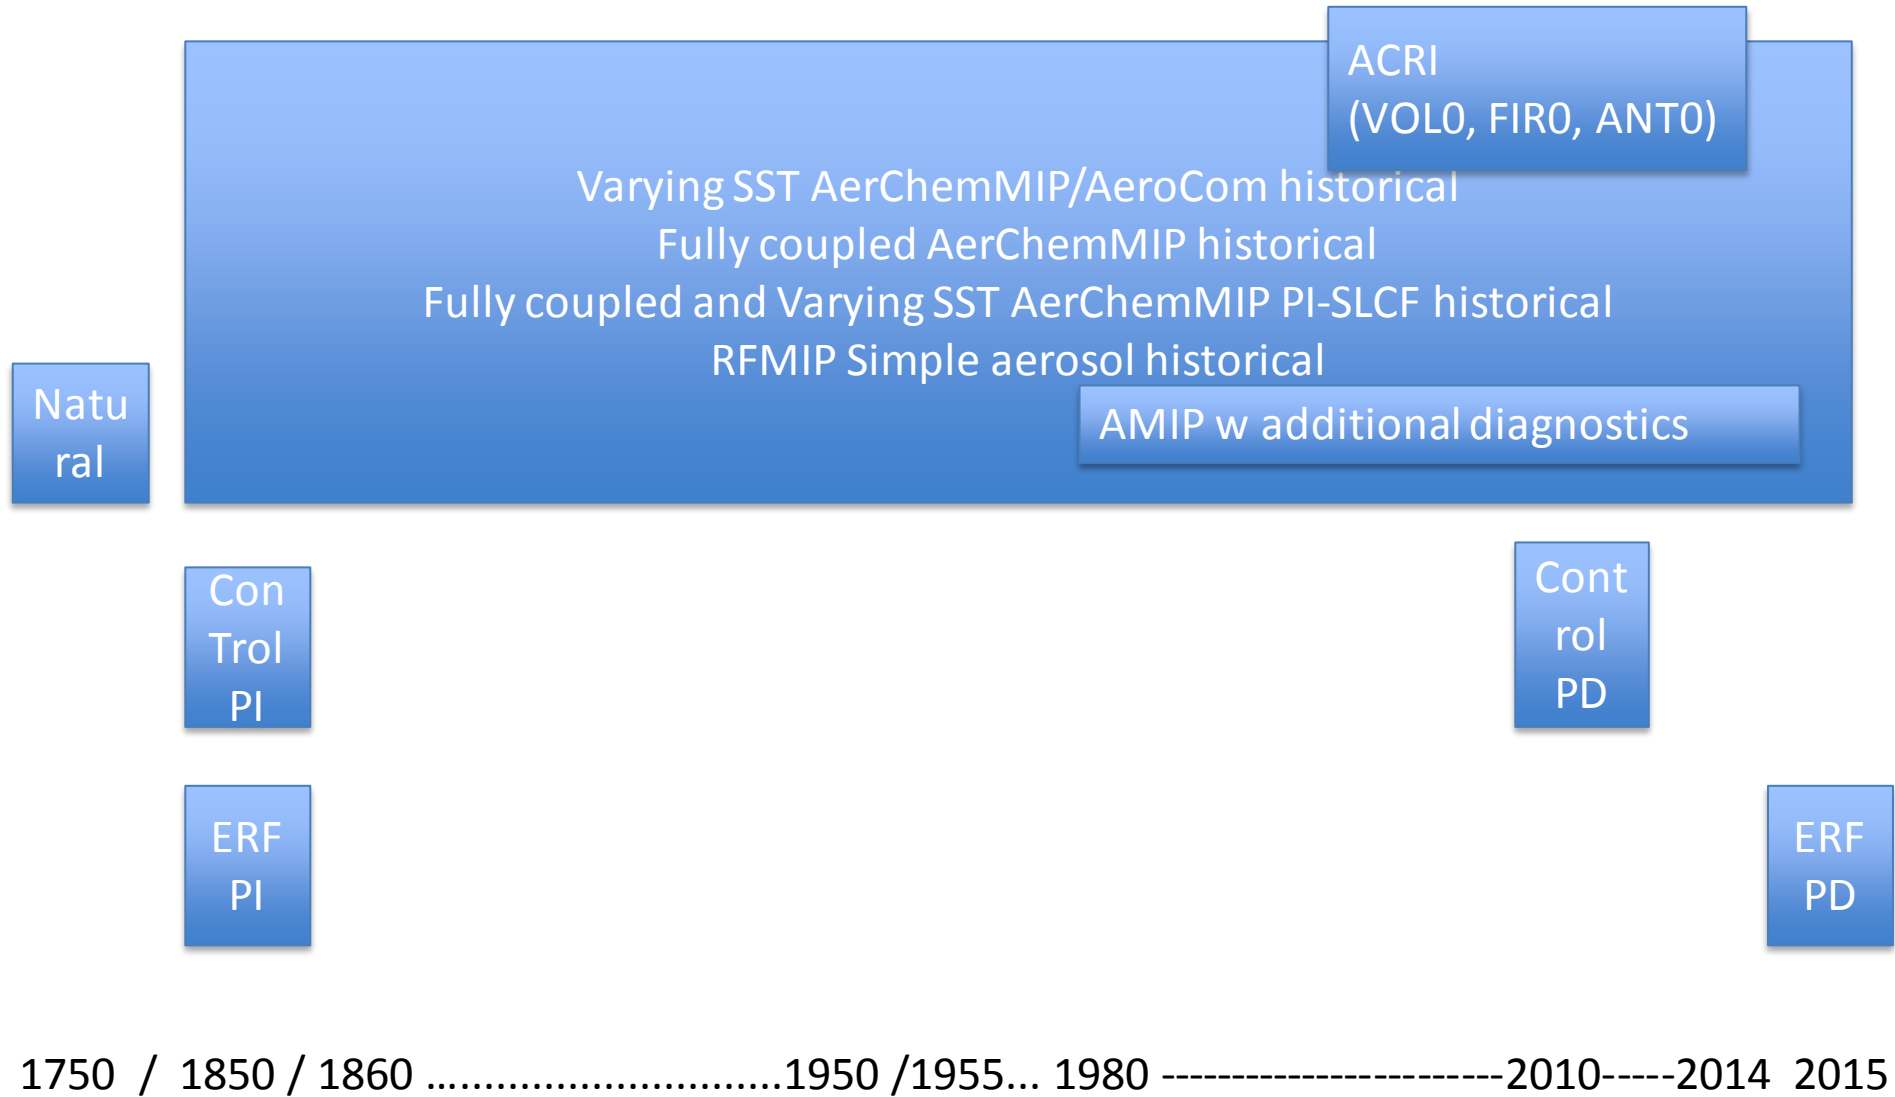 ACRI
(VOL0, FIR0, ANT0)
Varying SST AerChemMIP/AeroCom historical
Fully coupled AerChemMIP historical
Fully coupled and Varying SST AerChemMIP PI-SLCF historical
RFMIP Simple aerosol historical
AMIP w additional diagnostics
Natu
ral
Con
Trol
PI
Cont
rol
PD
ERF
PI
ERF
PD
1750 / 1850 / 1860 ................................1950 /1955... 1980 ------------------------2010-----2014 2015